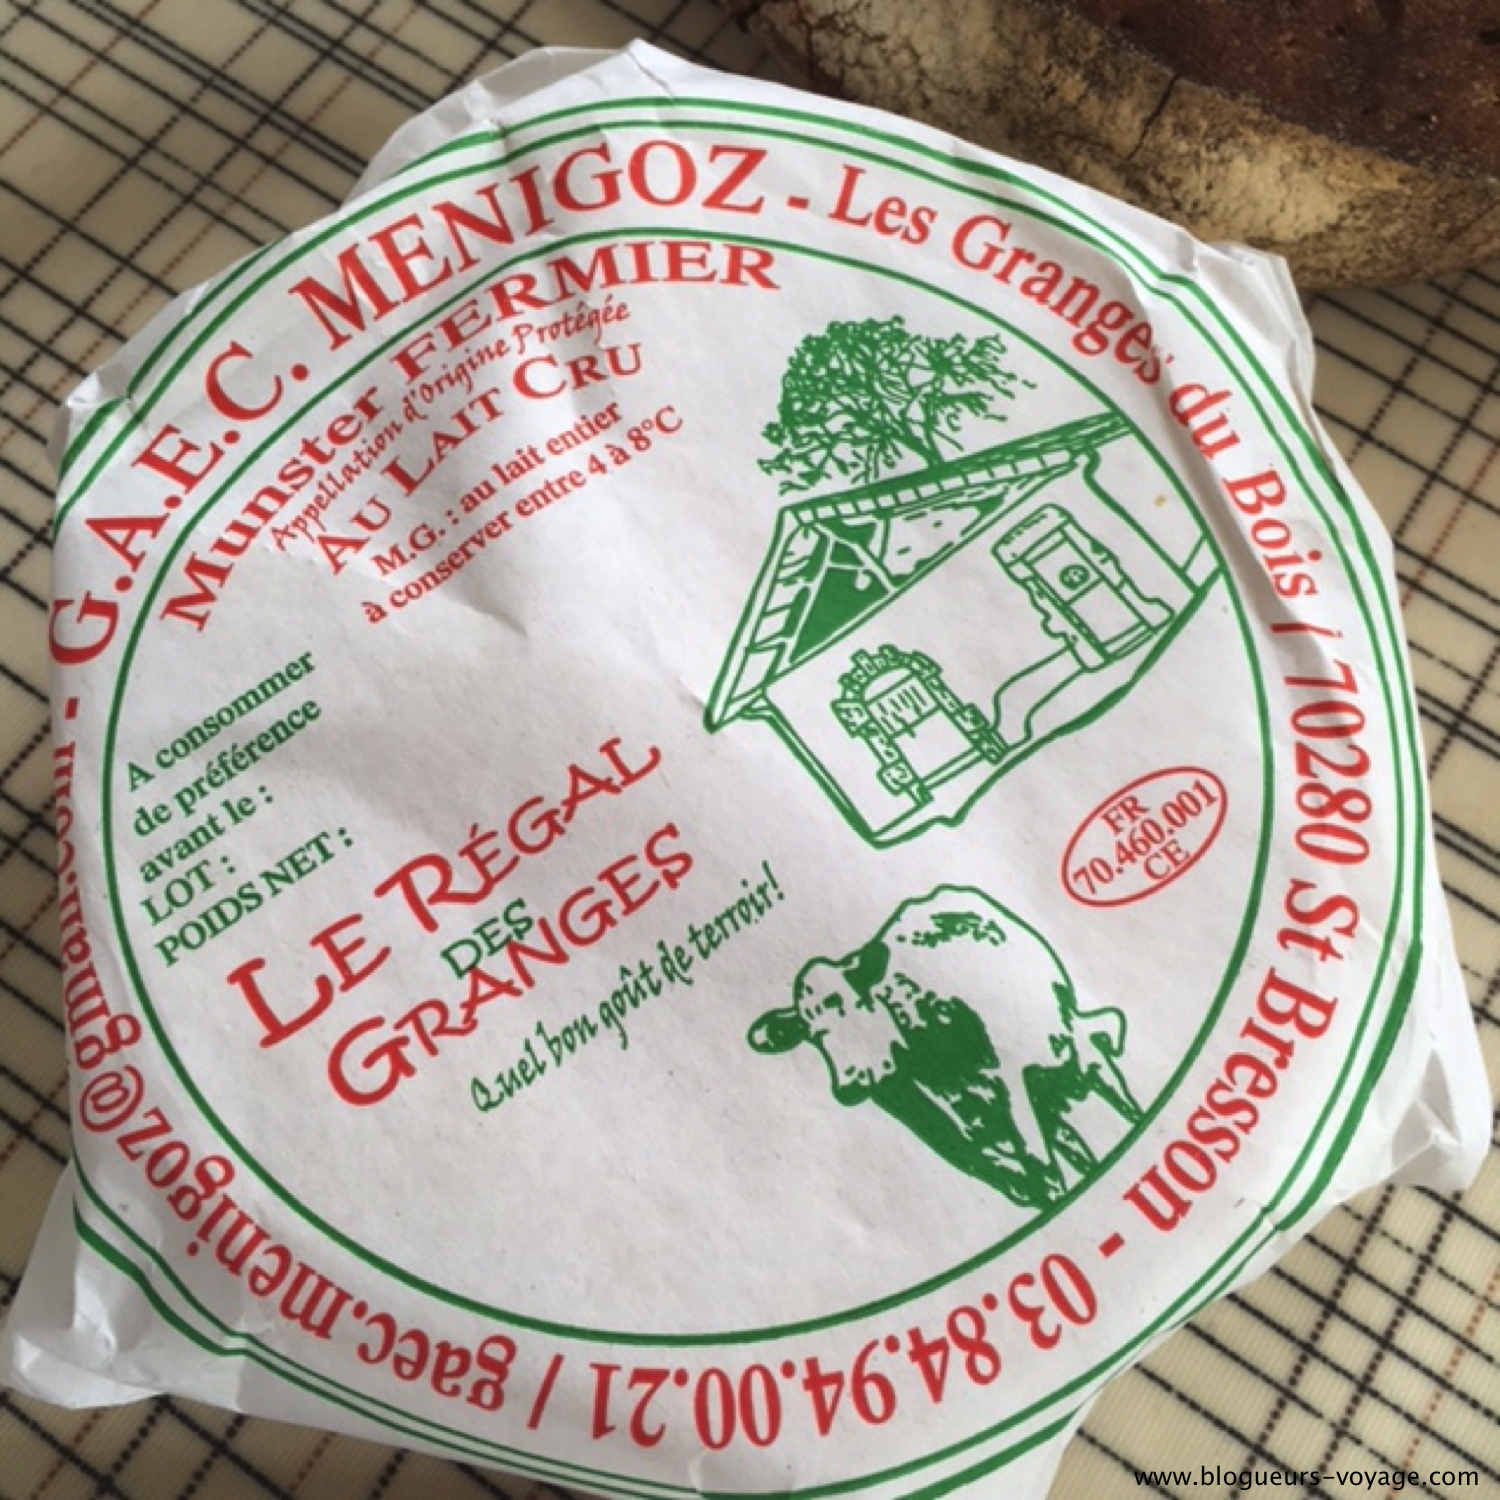 G.A.E.C. MENIGOZ - Les Granges du Bois / 70280 St Bresson - 03.84.94.00.21 / gaec.menigoz@
Munster FERMIER
Appellation d'Origine Protégée
AU LAIT CRU
M.G. : au lait entier
à conserver entre 4 à 8°C
A consommer
de préférence
avant le :
LOT :
POIDS NET :
LE RÉGAL
DES
GRANGES
Quel bon goût de terroir!
FR
70.460.001
CE
www.blogueurs-voyage.com